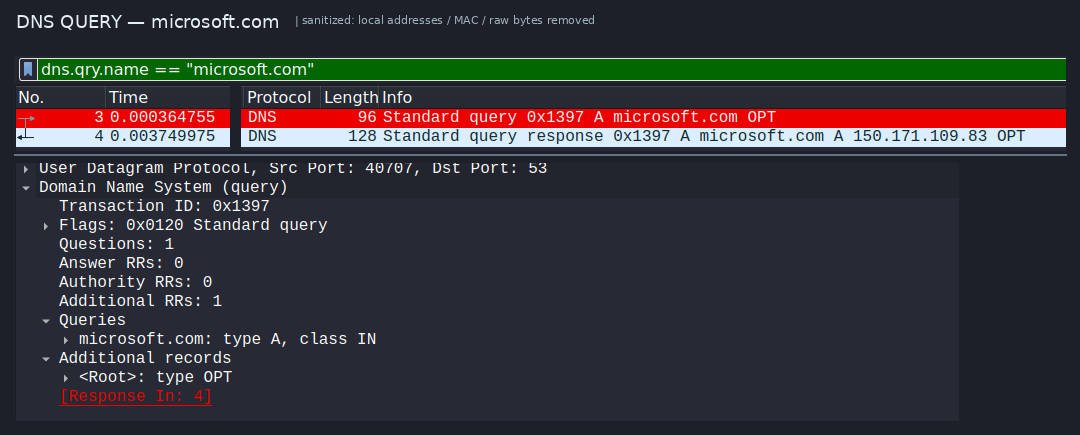 DNS QUERY — microsoft.com | sanitized: local addresses / MAC / raw bytes removed
dns.qry.name == "microsoft.com"
No. Time Protocol Length Info
3 0.000364755 DNS 96 Standard query 0x1397 A microsoft.com OPT
4 0.003749975 DNS 128 Standard query response 0x1397 A microsoft.com A 150.171.109.83 OPT
User Datagram Protocol, Src Port: 40707, Dst Port: 53
Domain Name System (query)
Transaction ID: 0x1397
Flags: 0x0120 Standard query
Questions: 1
Answer RRs: 0
Authority RRs: 0
Additional RRs: 1
Queries
microsoft.com: type A, class IN
Additional records
<Root>: type OPT
[Response In: 4]